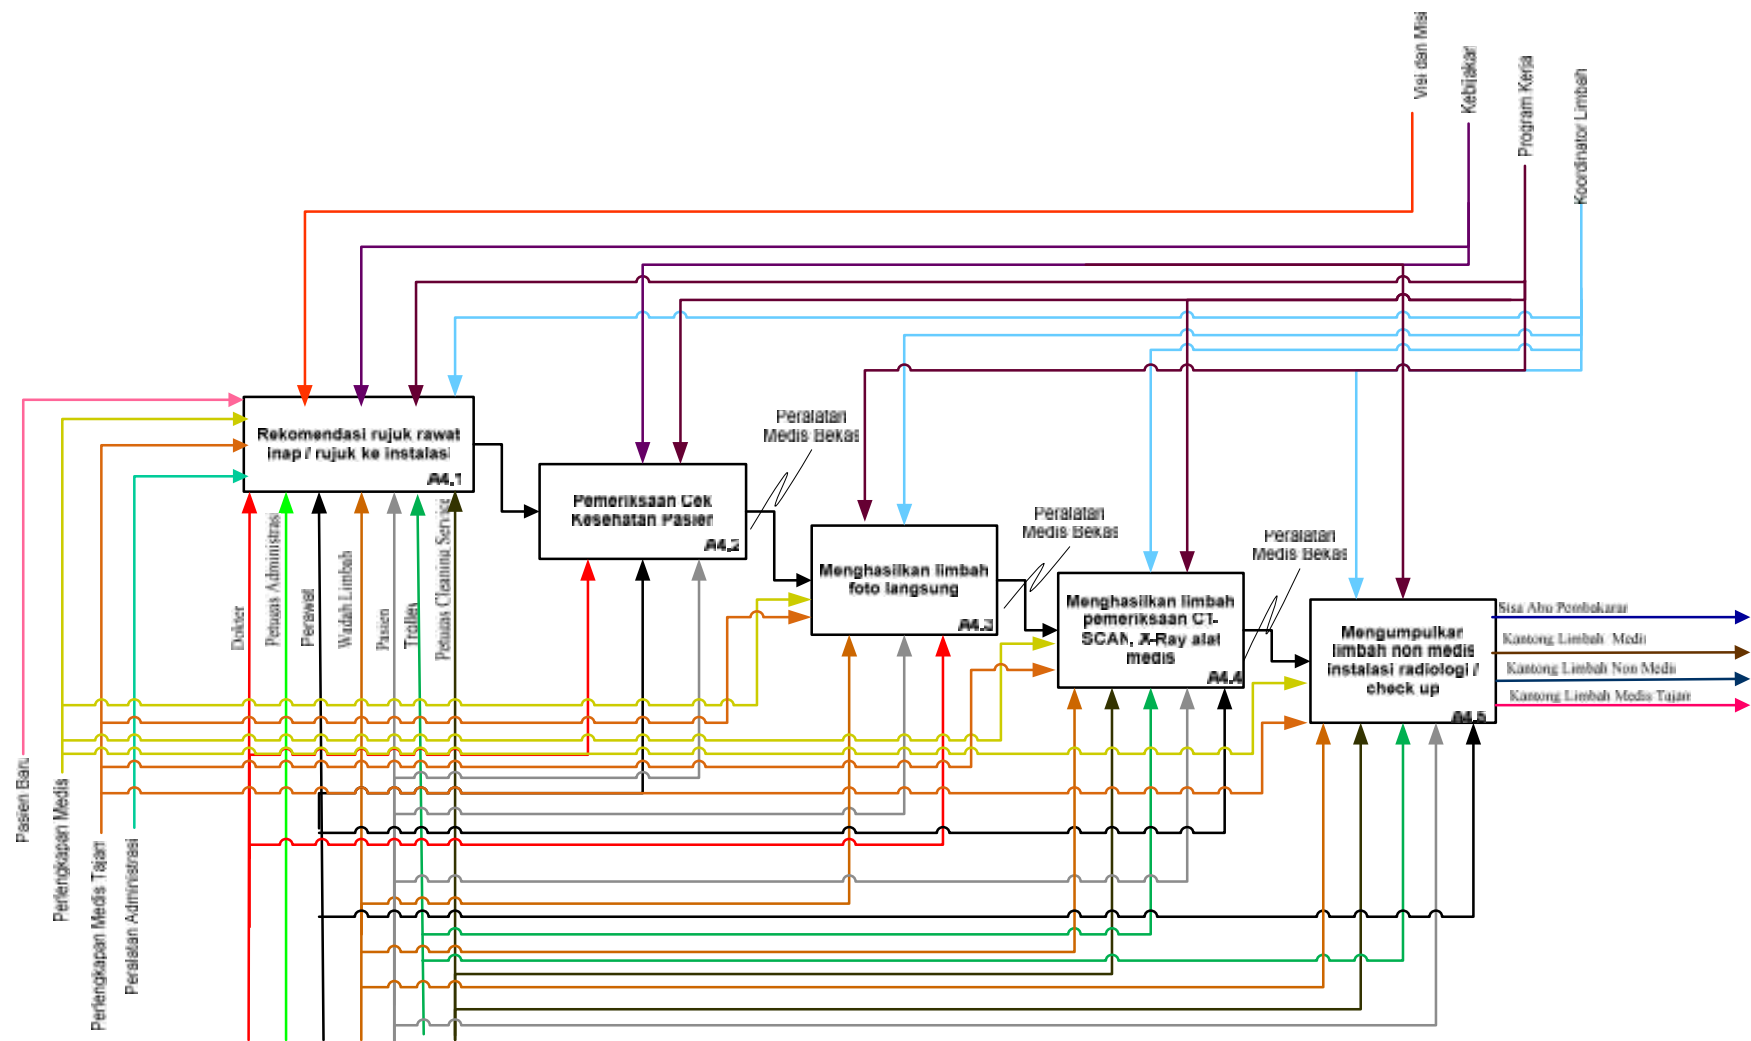 Visi dan Misi
Kebijakan
Program Kerja
Koordinator Limbah
Rekomendasi rujuk rawat
inap / rujuk ke instalasi
A4.1
Peralatan
Medis Bekas
Pemeriksaan Cek
Kesehatan Pasien
A4.2
Peralatan
Medis Bekas
Menghasilkan limbah
foto langsung
A4.3
Peralatan
Medis Bekas
Menghasilkan limbah
pemeriksaan CT-
SCAN, X-Ray alat
medis
A4.4
Mengumpulkan
limbah non medis
instalasi radiologi /
check up
A4.5
Sisa Abu Pembakaran
Kantong Limbah Medis
Kantong Limbah Non Medis
Kantong Limbah Medis Tajam
Dokter
Petugas Administrasi
Perawat
Wadah Limbah
Pasien
Trolley
Petugas Cleaning Service
Pasien Baru
Perlengkapan Medis
Perlengkapan Medis Tajam
Peralatan Administrasi